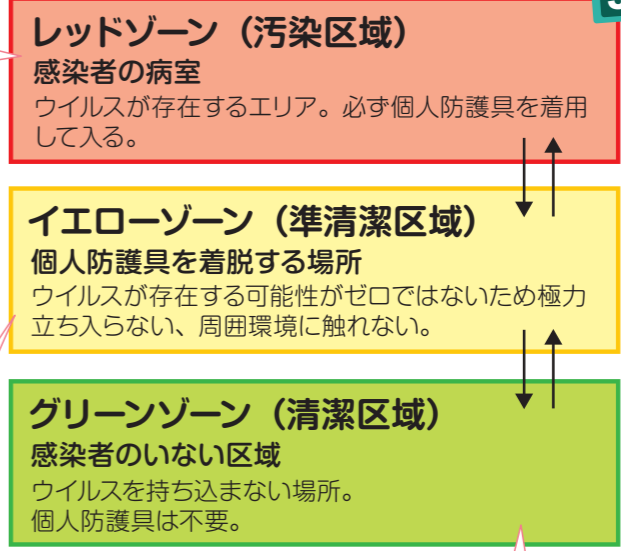 レッドゾーン（汚染区域）
感染者の病室
ウイルスが存在するエリア。必ず個人防護具を着用
して入る。
イエローゾーン（準清潔区域）
個人防護具を着脱する場所
ウイルスが存在する可能性がゼロではないため極力
立ち入らない、周囲環境に触れない。
グリーンゾーン（清潔区域）
感染者のいない区域
ウイルスを持ち込まない場所。
個人防護具は不要。